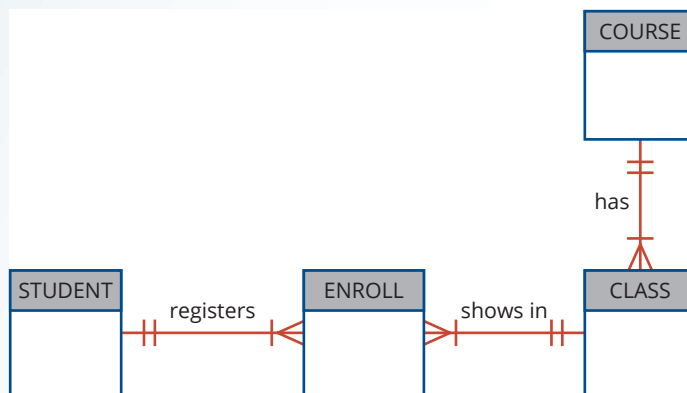 COURSE
has
STUDENT
registers
ENROLL
shows in
CLASS